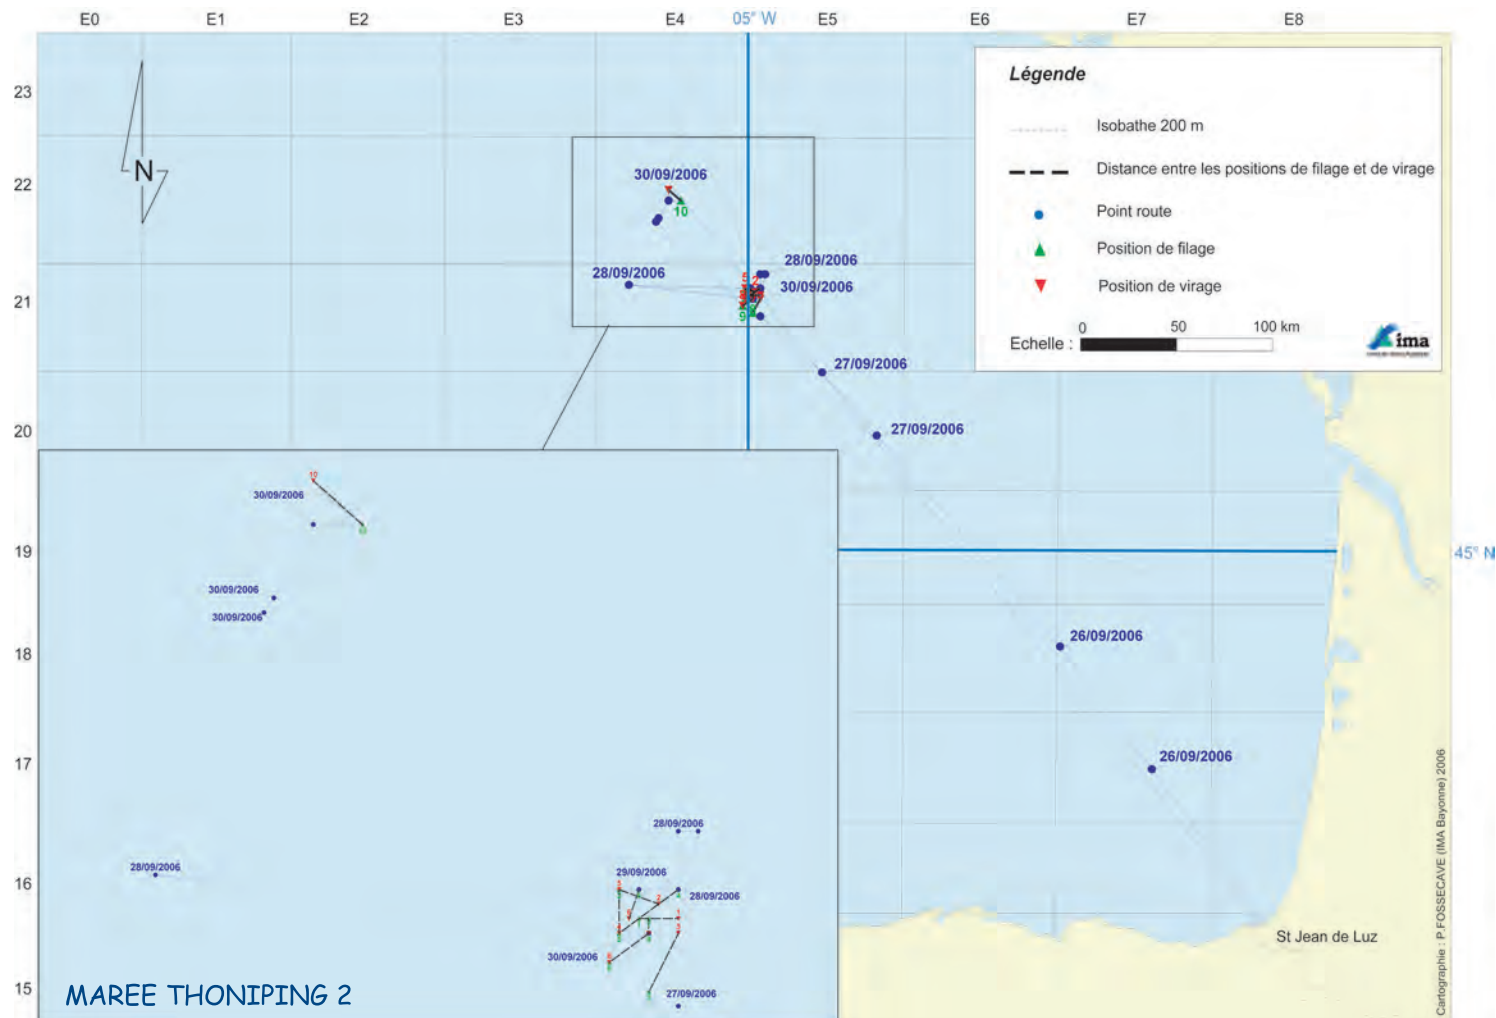 E0 E1 E2 E3 E4 05° W E5 E6 E7 E8
23
22
21
20
19
18
17
16
15
N
Légende
Isobathe 200 m
Distance entre les positions de filage et de virage
Point route
Position de filage
Position de virage
Echelle :
0 50 100 km
ima
30/09/2006
10
28/09/2006
28/09/2006
30/09/2006
9
27/09/2006
27/09/2006
45° N
26/09/2006
26/09/2006
St Jean de Luz
Cartographie : P.FOSSECAVE (IMA Bayonne) 2006
10
30/09/2006
30/09/2006
30/09/2006
28/09/2006
28/09/2006
29/09/2006
28/09/2006
30/09/2006
27/09/2006
MAREE THONIPING 2